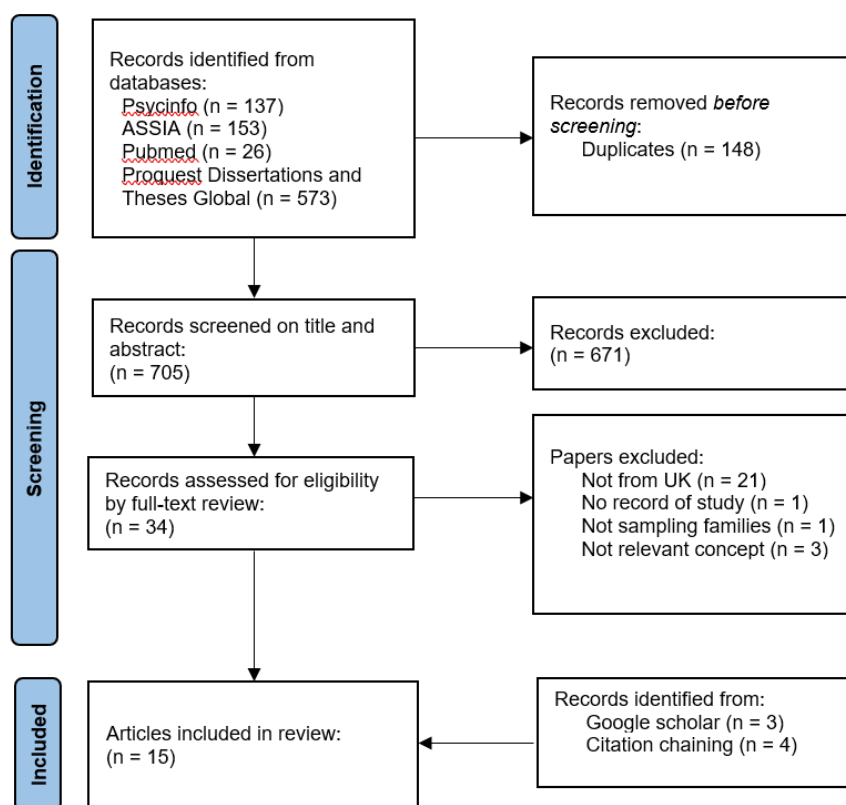 Identification
Records identified from
databases:
Psycinfo (n = 137)
ASSIA (n = 153)
Pubmed (n = 26)
Proquest Dissertations and
Theses Global (n = 573)
Records removed before
screening:
Duplicates (n = 148)
Screening
Records screened on title and
abstract:
(n = 705)
Records excluded:
(n = 671)
Records assessed for eligibility
by full-text review:
(n = 34)
Papers excluded:
Not from UK (n = 21)
No record of study (n = 1)
Not sampling families (n = 1)
Not relevant concept (n = 3)
Included
Articles included in review:
(n = 15)
Records identified from:
Google scholar (n = 3)
Citation chaining (n = 4)